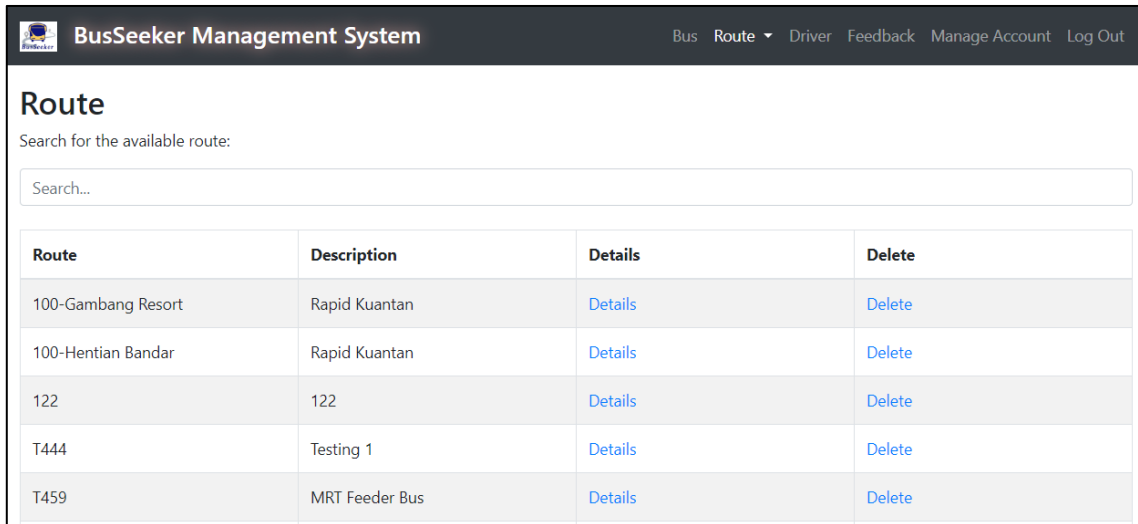 BusSeeker
BusSeeker Management System Bus Route Driver Feedback Manage Account Log Out
Route
Search for the available route:
Search...
Route Description Details Delete
100-Gambang Resort Rapid Kuantan Details Delete
100-Hentian Bandar Rapid Kuantan Details Delete
122 122 Details Delete
T444 Testing 1 Details Delete
T459 MRT Feeder Bus Details Delete